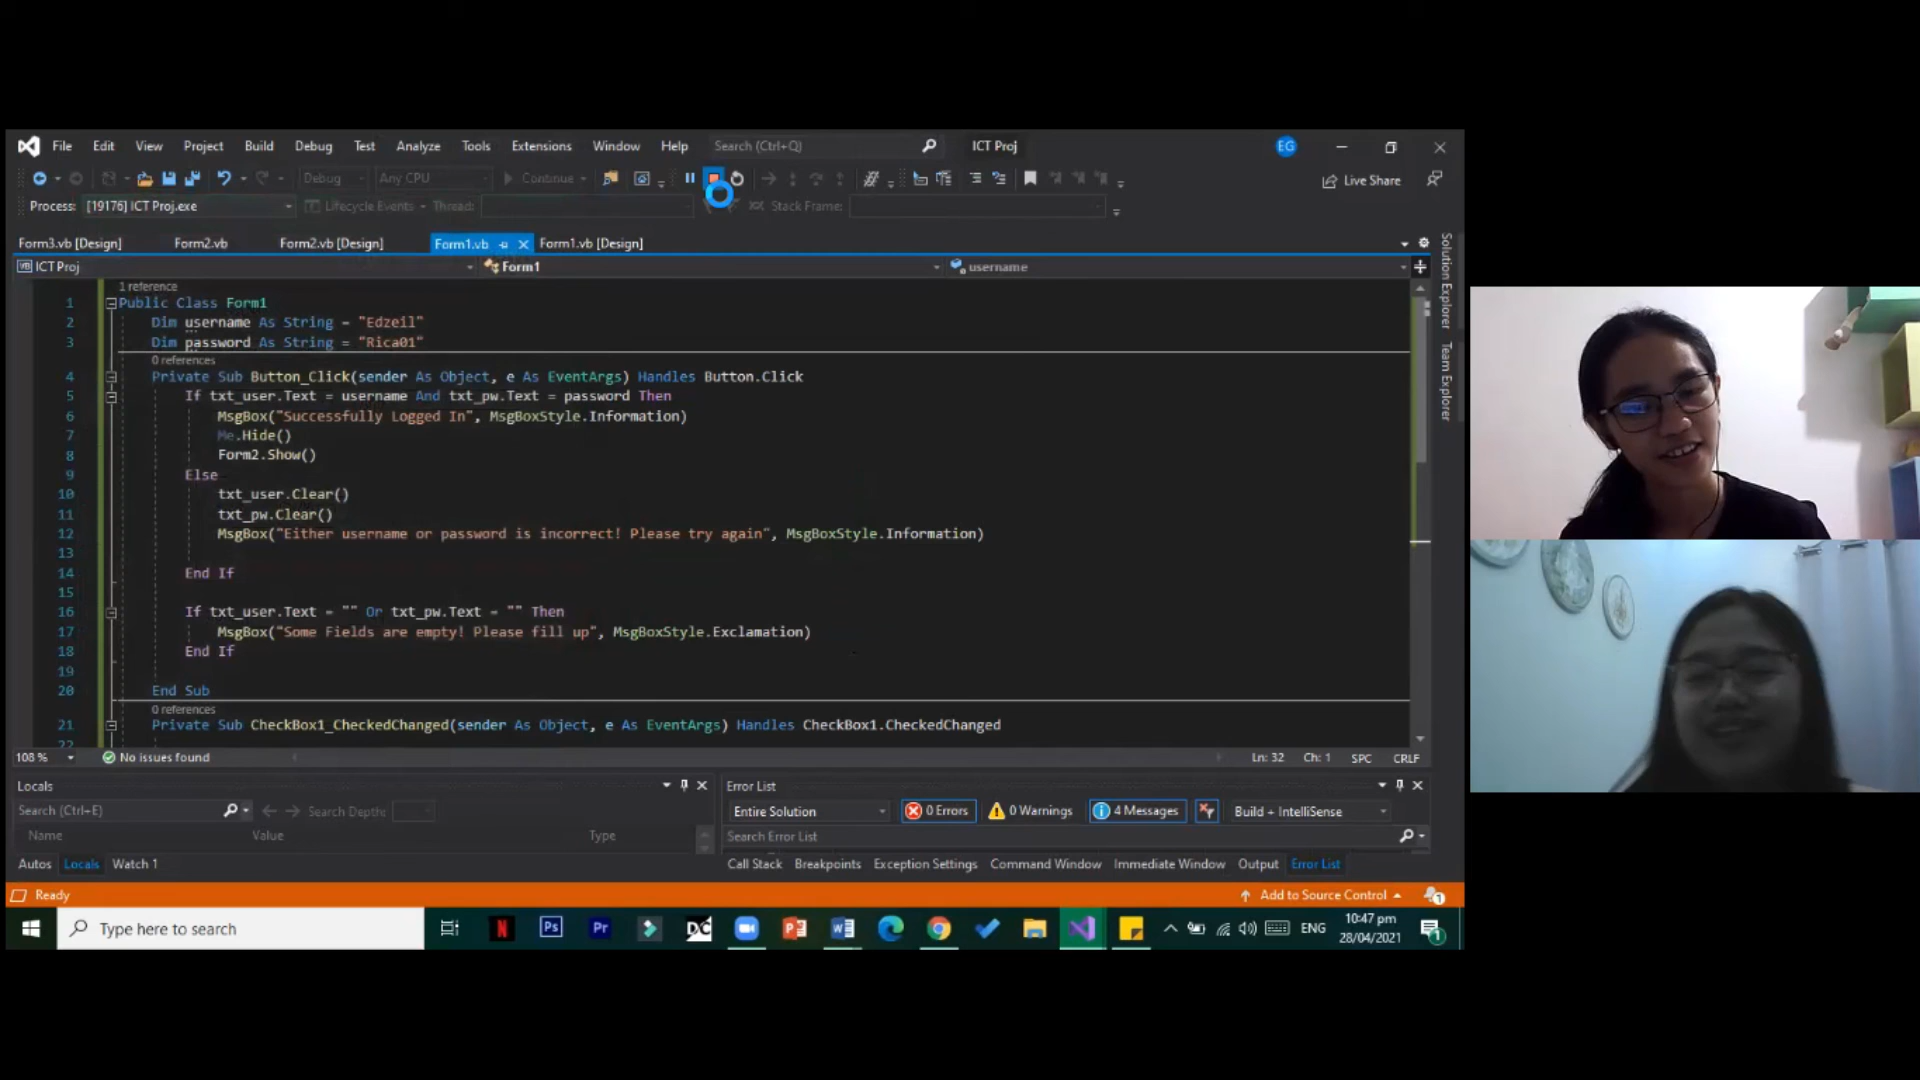 File Edit View Project Build Debug Test Analyze Tools Extensions Window Help Search (Ctrl+Q) ICT Proj EG
Debug Any CPU Continue Live Share
Process: [19176] ICT Proj.exe Lifecycle Events Thread: Stack Frame:
Form3.vb [Design] Form2.vb Form2.vb [Design] Form1.vb Form1.vb [Design]
VB ICT Proj Form1 username
Solution Explorer
Team Explorer
1 reference
1 Public Class Form1
2 Dim username As String = "Edzeil"
3 Dim password As String = "Rica01"
0 references
4 Private Sub Button_Click(sender As Object, e As EventArgs) Handles Button.Click
5 If txt_user.Text = username And txt_pw.Text = password Then
6 MsgBox("Successfully Logged In", MsgBoxStyle.Information)
7 Me.Hide()
8 Form2.Show()
9 Else
10 txt_user.Clear()
11 txt_pw.Clear()
12 MsgBox("Either username or password is incorrect! Please try again", MsgBoxStyle.Information)
13
14 End If
15
16 If txt_user.Text = "" Or txt_pw.Text = "" Then
17 MsgBox("Some Fields are empty! Please fill up", MsgBoxStyle.Exclamation)
18 End If
19
20 End Sub
0 references
21 Private Sub CheckBox1_CheckedChanged(sender As Object, e As EventArgs) Handles CheckBox1.CheckedChanged
22
108 % No issues found Ln: 32 Ch: 1 SPC CRLF
Locals
Search (Ctrl+E) Search Depth:
Name Value Type
Autos Locals Watch 1
Error List
Entire Solution 0 Errors 0 Warnings 4 Messages Build + IntelliSense
Search Error List
Call Stack Breakpoints Exception Settings Command Window Immediate Window Output Error List
Ready Add to Source Control 1
Type here to search N Ps Pr DC P W ENG 10:47 pm
28/04/2021 1